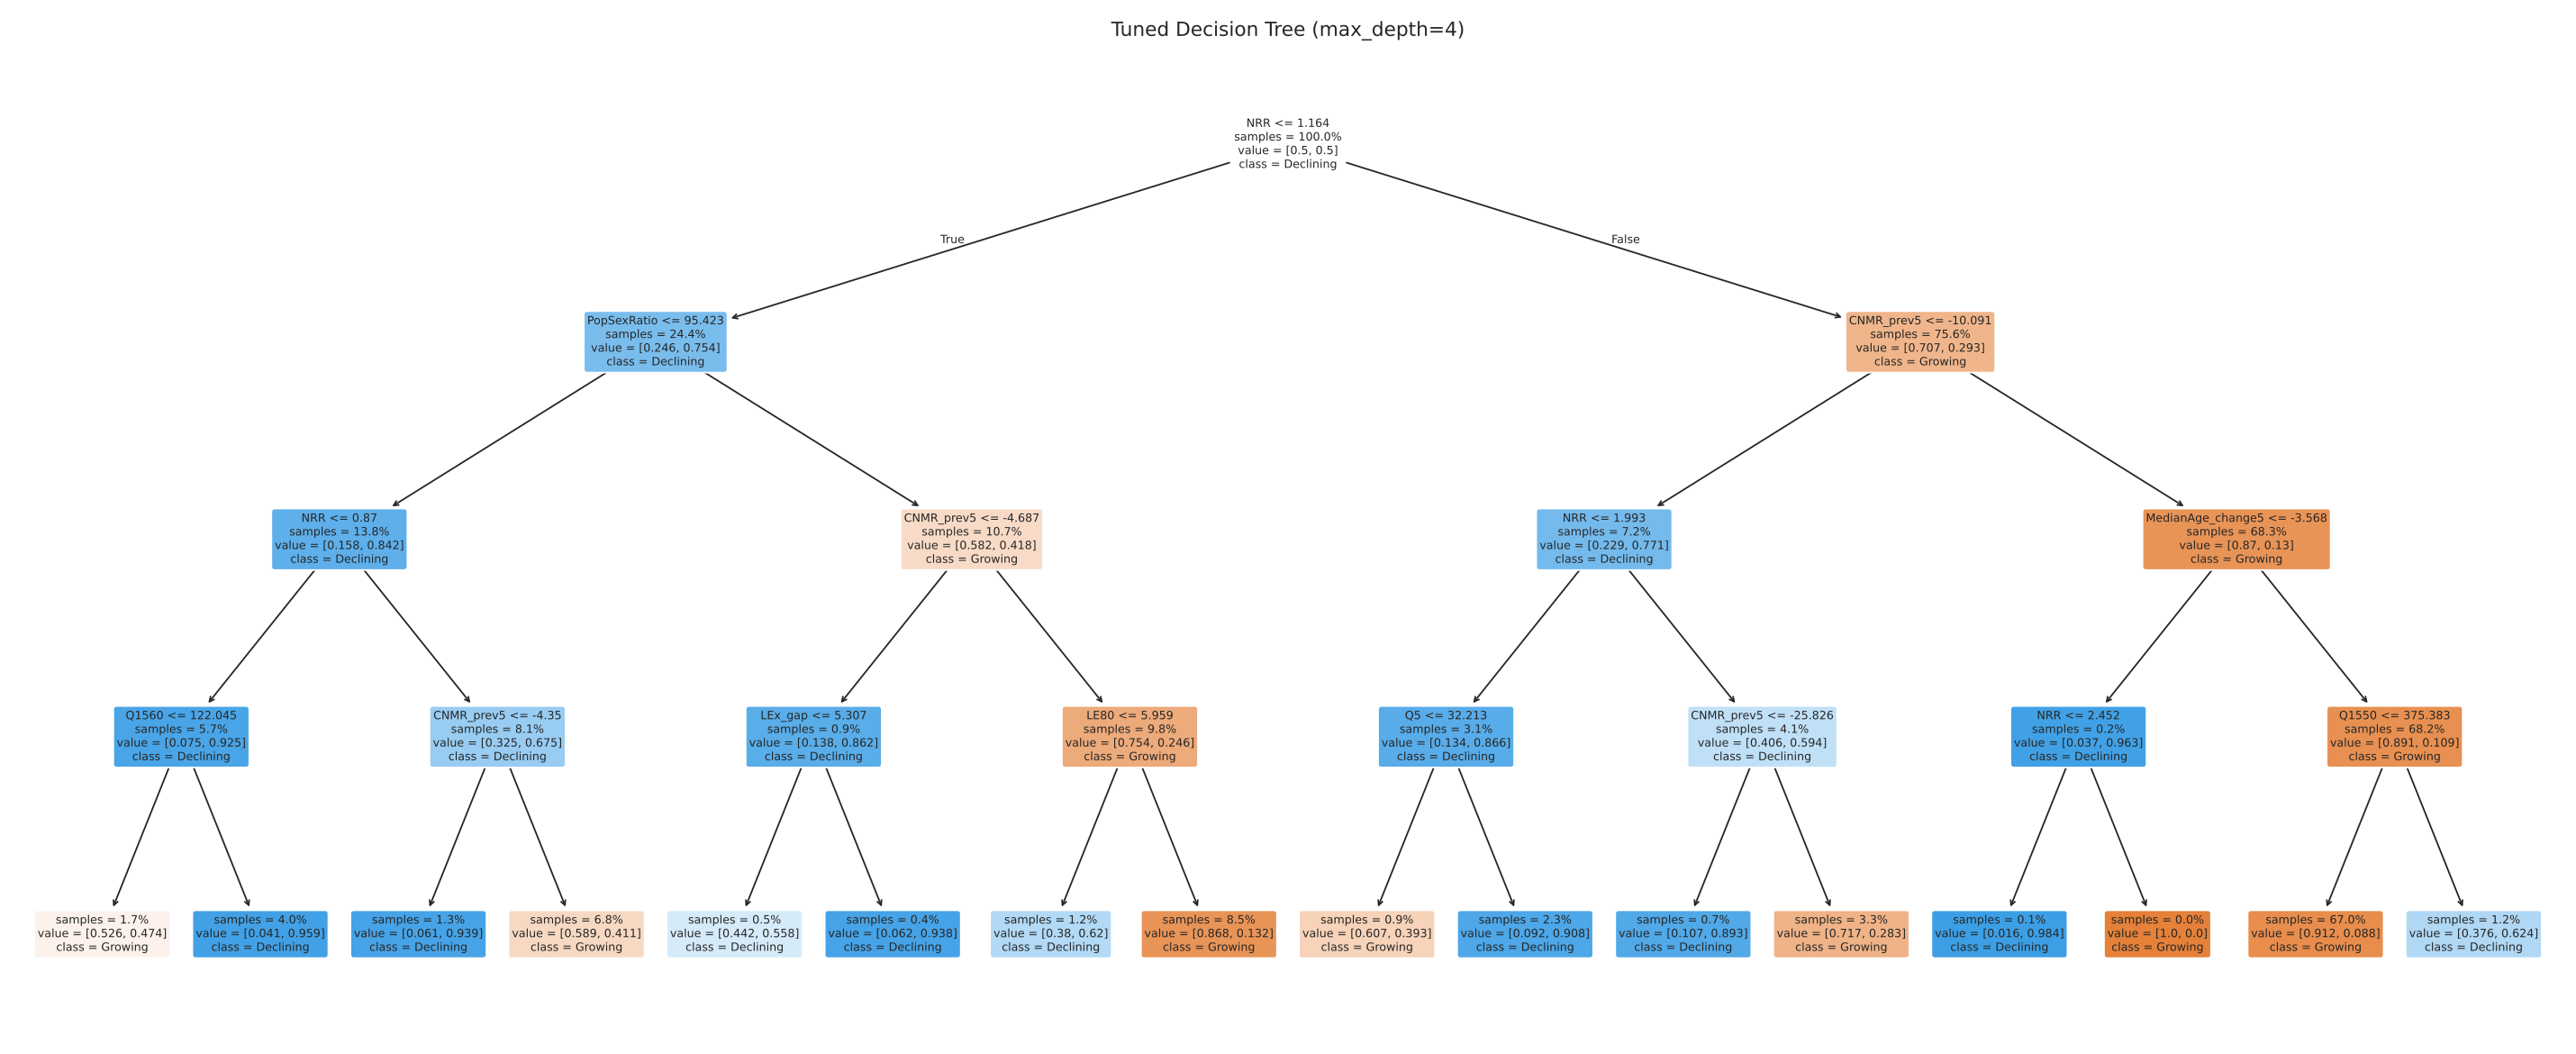 Tuned Decision Tree (max_depth=4)
NRR <= 1.164
samples = 100.0%
value = [0.5, 0.5]
class = Declining
True
False
PopSexRatio <= 95.423
samples = 24.4%
value = [0.246, 0.754]
class = Declining
CNMR_prev5 <= -10.091
samples = 75.6%
value = [0.707, 0.293]
class = Growing
NRR <= 0.87
samples = 13.8%
value = [0.158, 0.842]
class = Declining
CNMR_prev5 <= -4.687
samples = 10.7%
value = [0.582, 0.418]
class = Growing
NRR <= 1.993
samples = 7.2%
value = [0.229, 0.771]
class = Declining
MedianAge_change5 <= -3.568
samples = 68.3%
value = [0.87, 0.13]
class = Growing
Q1560 <= 122.045
samples = 5.7%
value = [0.075, 0.925]
class = Declining
CNMR_prev5 <= -4.35
samples = 8.1%
value = [0.325, 0.675]
class = Declining
LEx_gap <= 5.307
samples = 0.9%
value = [0.138, 0.862]
class = Declining
LE80 <= 5.959
samples = 9.8%
value = [0.754, 0.246]
class = Growing
Q5 <= 32.213
samples = 3.1%
value = [0.134, 0.866]
class = Declining
CNMR_prev5 <= -25.826
samples = 4.1%
value = [0.406, 0.594]
class = Declining
NRR <= 2.452
samples = 0.2%
value = [0.037, 0.963]
class = Declining
Q1550 <= 375.383
samples = 68.2%
value = [0.891, 0.109]
class = Growing
samples = 1.7%
value = [0.526, 0.474]
class = Growing
samples = 4.0%
value = [0.041, 0.959]
class = Declining
samples = 1.3%
value = [0.061, 0.939]
class = Declining
samples = 6.8%
value = [0.589, 0.411]
class = Growing
samples = 0.5%
value = [0.442, 0.558]
class = Declining
samples = 0.4%
value = [0.062, 0.938]
class = Declining
samples = 1.2%
value = [0.38, 0.62]
class = Declining
samples = 8.5%
value = [0.868, 0.132]
class = Growing
samples = 0.9%
value = [0.607, 0.393]
class = Growing
samples = 2.3%
value = [0.092, 0.908]
class = Declining
samples = 0.7%
value = [0.107, 0.893]
class = Declining
samples = 3.3%
value = [0.717, 0.283]
class = Growing
samples = 0.1%
value = [0.016, 0.984]
class = Declining
samples = 0.0%
value = [1.0, 0.0]
class = Growing
samples = 67.0%
value = [0.912, 0.088]
class = Growing
samples = 1.2%
value = [0.376, 0.624]
class = Declining